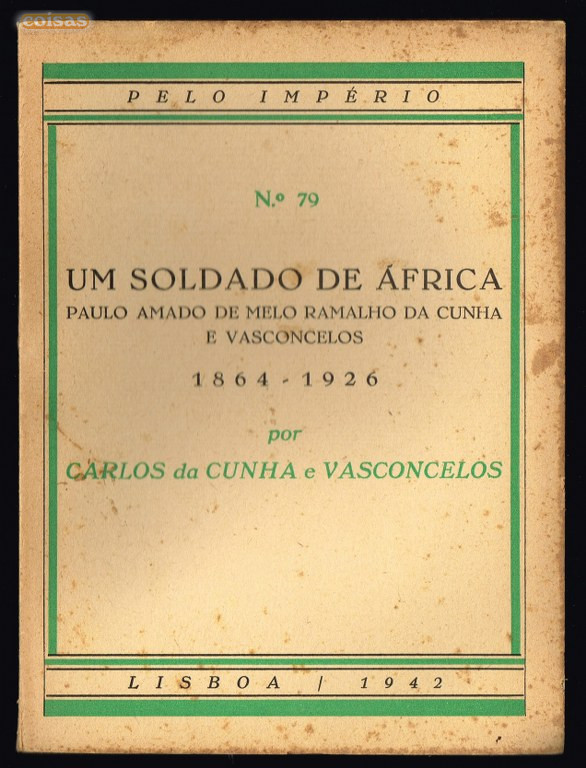 coisas
PELO IMPÉRIO
N.º 79
UM SOLDADO DE ÁFRICA
PAULO AMADO DE MELO RAMALHO DA CUNHA
E VASCONCELOS
1864-1926
por
CARLOS da CUNHA e VASCONCELOS
LISBOA / 1942